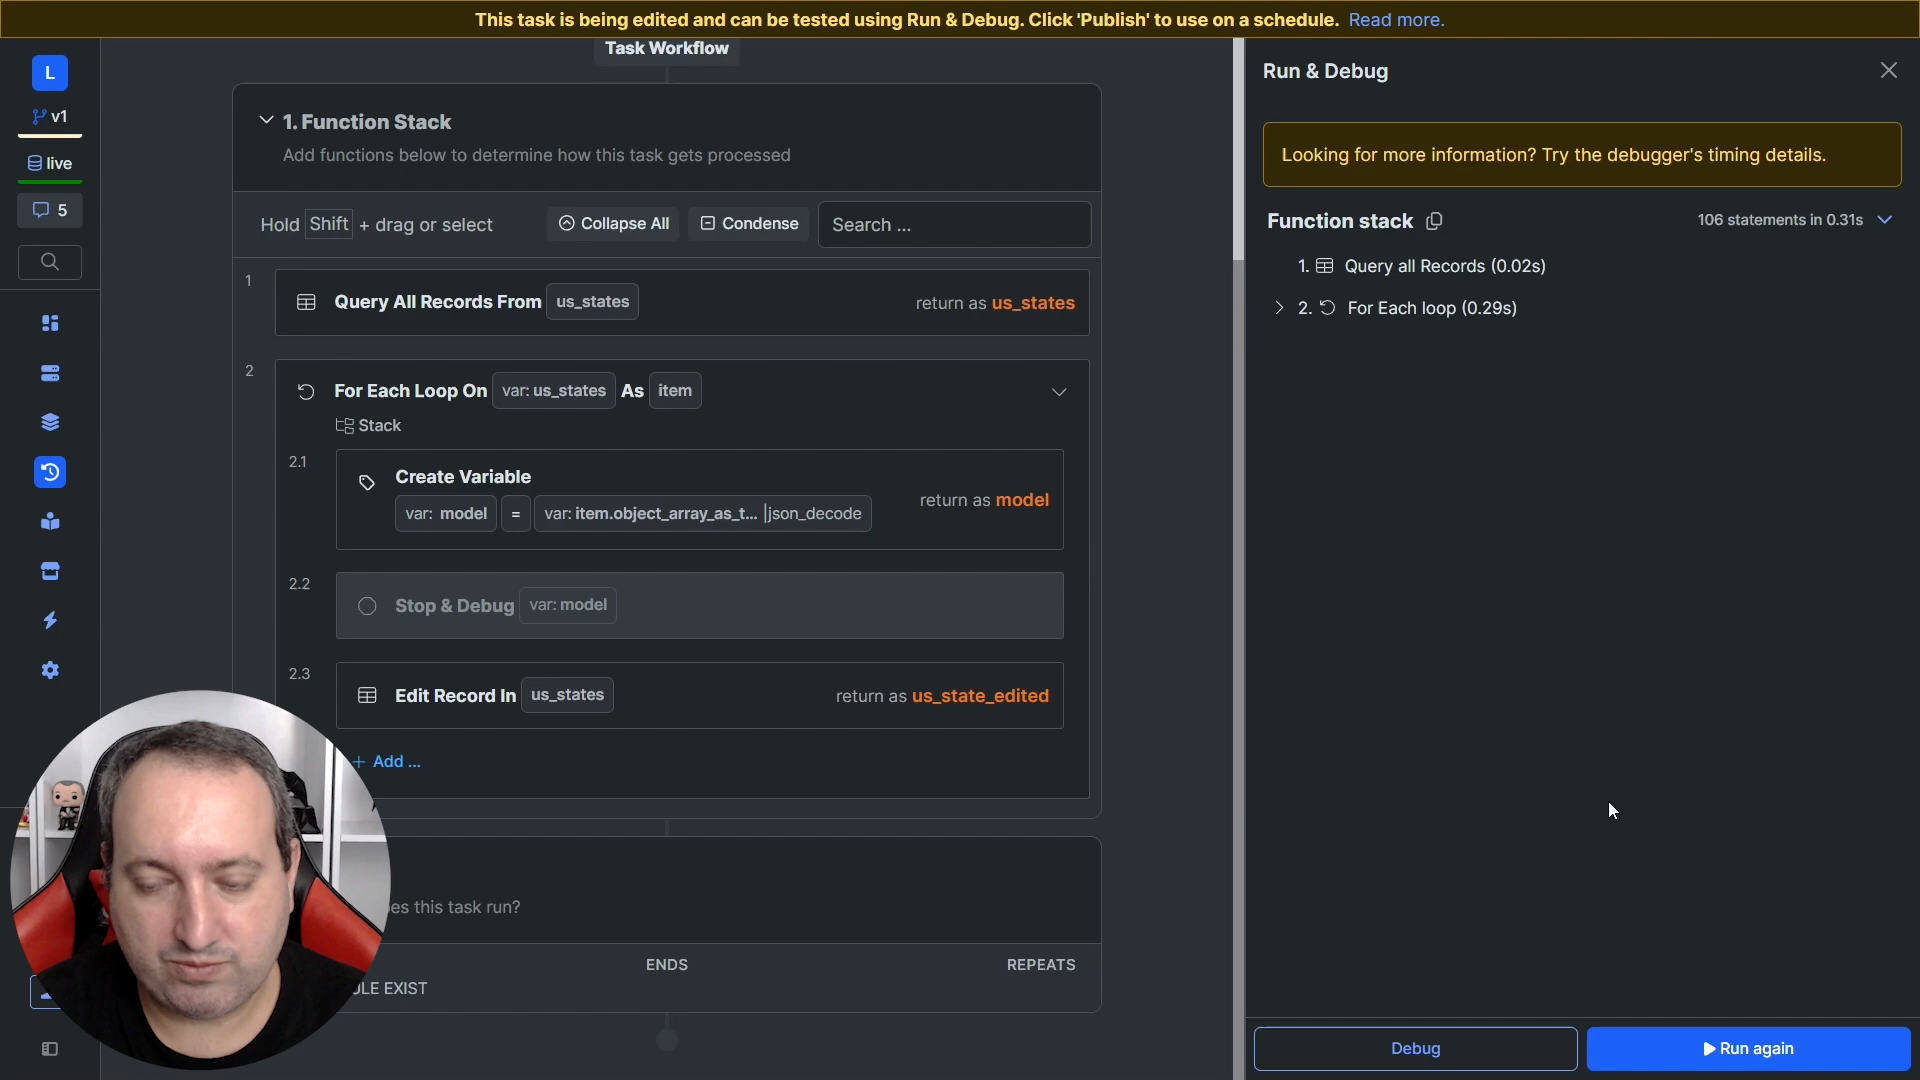 This task is being edited and can be tested using Run & Debug. Click 'Publish' to use on a schedule. Read more.
L
v1
live
5
Task Workflow
1. Function Stack
Add functions below to determine how this task gets processed
Hold Shift + drag or select
Collapse All
Condense
Search ...
1
Query All Records From us_states
return as us_states
2
For Each Loop On var: us_states As item
Stack
2.1
Create Variable
var: model = var: item.object_array_as_t... |json_decode
return as model
2.2
Stop & Debug var: model
2.3
Edit Record In us_states
return as us_state_edited
+ Add ...
this task run?
ENDS
REPEATS
EXIST
Run & Debug
Looking for more information? Try the debugger's timing details.
Function stack
106 statements in 0.31s
1. Query all Records (0.02s)
2. For Each loop (0.29s)
Debug
Run again